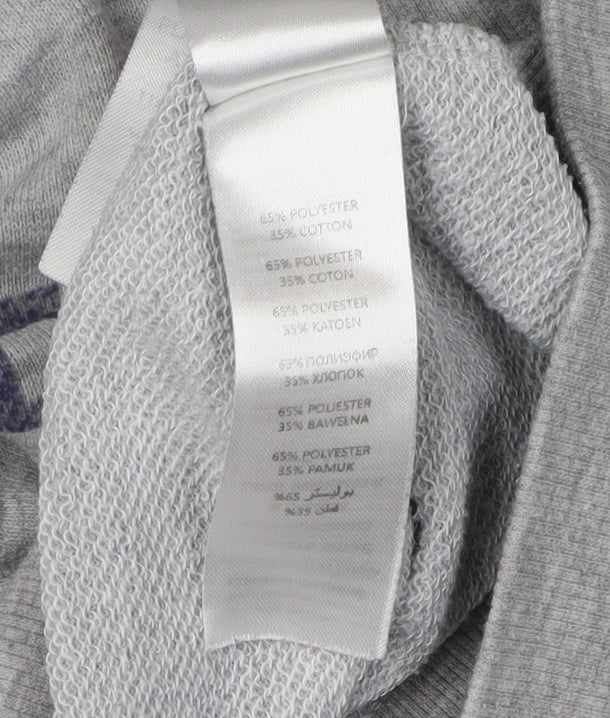 65% POLYESTER
35% COTTON
65% POLYESTER
35% COTON
65% POLYESTER
35% KATOEN
65% ПОЛИЭФИР
35% ХЛОПОК
65% POLIESTER
35% BAWEŁNA
65% POLYESTER
35% PAMUK
%65 بوليستر
%35 قطن